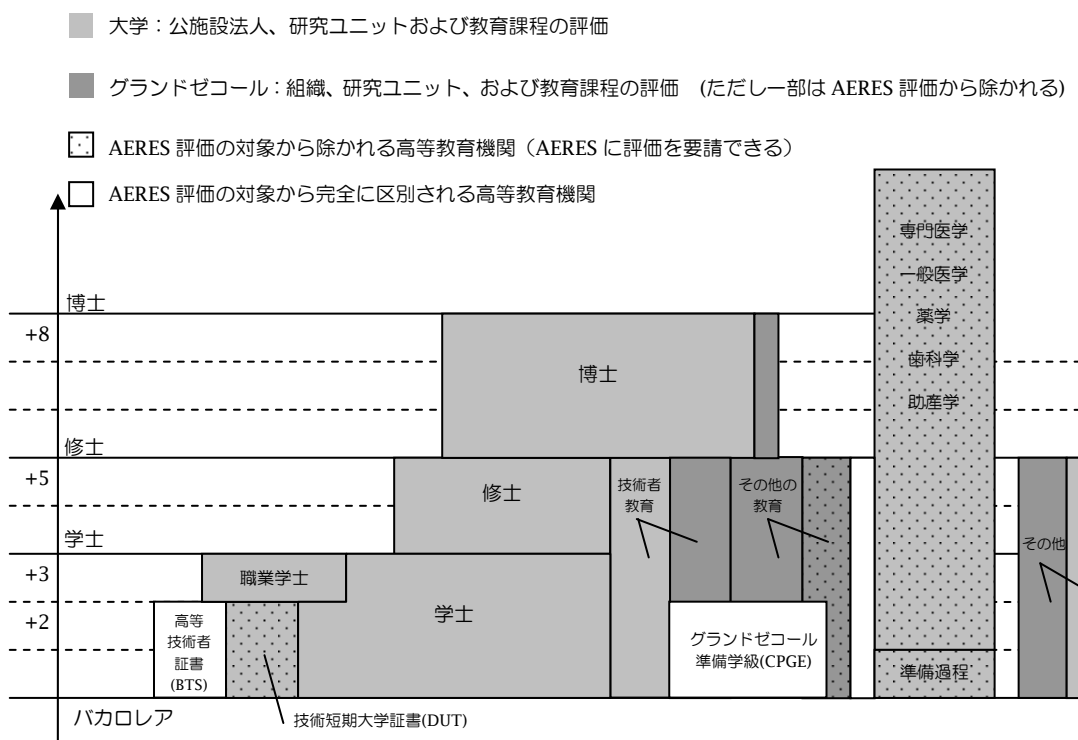 大学：公施設法人、研究ユニットおよび教育課程の評価
グランドゼコール：組織、研究ユニット、および教育課程の評価　(ただし一部は AERES 評価から除かれる)
AERES 評価の対象から除かれる高等教育機関（AERES に評価を要請できる）
AERES 評価の対象から完全に区別される高等教育機関
専門医学
一般医学
薬学
歯科学
助産学
博士
+8
博士
修士
+5
修士
技術者
教育
その他の
教育
学士
その他
+3
職業学士
+2
高等
技術者
証書
(BTS)
学士
グランドゼコール
準備学級(CPGE)
準備過程
バカロレア
技術短期大学証書(DUT)